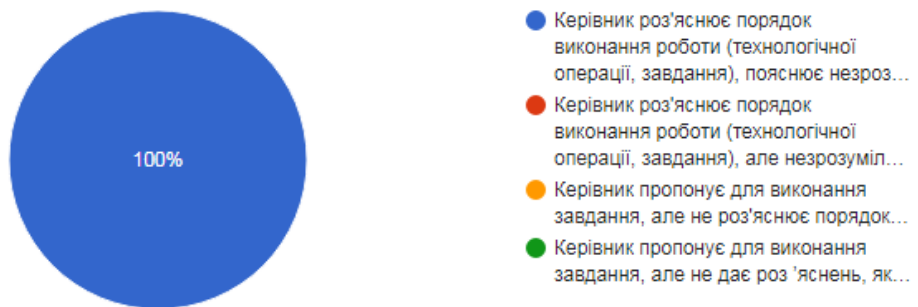 100%
Керівник роз'яснює порядок
виконання роботи (технологічної
операції, завдання), пояснює незроз…
Керівник роз'яснює порядок
виконання роботи (технологічної
операції, завдання), але незрозуміл…
Керівник пропонує для виконання
завдання, але не роз'яснює порядок…
Керівник пропонує для виконання
завдання, але не дає роз 'яснень, як…